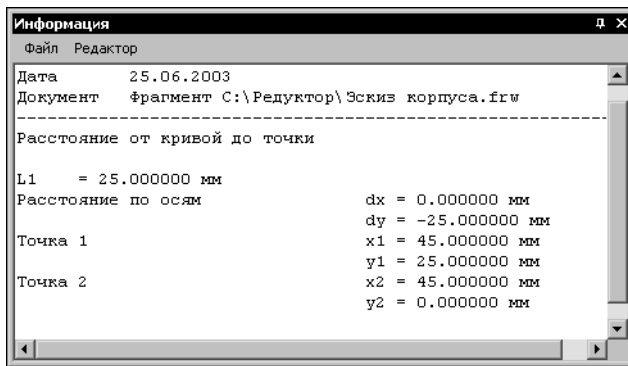 Информация
Файл Редактор
Дата 25.06.2003
Документ Фрагмент C:\Редуктор\Эскиз корпуса.frw
Расстояние от кривой до точки
L1 = 25.000000 мм
Расстояние по осям dx = 0.000000 мм
dy = -25.000000 мм
Точка 1 x1 = 45.000000 мм
y1 = 25.000000 мм
Точка 2 x2 = 45.000000 мм
y2 = 0.000000 мм